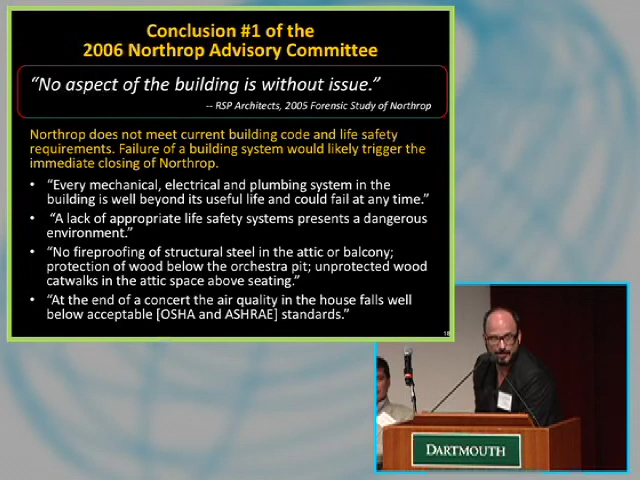 Conclusion #1 of the
2006 Northrop Advisory Committee
“No aspect of the building is without issue.”
-- RSP Architects, 2005 Forensic Study of Northrop
Northrop does not meet current building code and life safety
requirements. Failure of a building system would likely trigger the
immediate closing of Northrop.
• “Every mechanical, electrical and plumbing system in the
building is well beyond its useful life and could fail at any time.”
• “A lack of appropriate life safety systems presents a dangerous
environment.”
• “No fireproofing of structural steel in the attic or balcony;
protection of wood below the orchestra pit; unprotected wood
catwalks in the attic space above seating.”
• “At the end of a concert the air quality in the house falls well
below acceptable [OSHA and ASHRAE] standards.”
18
DARTMOUTH